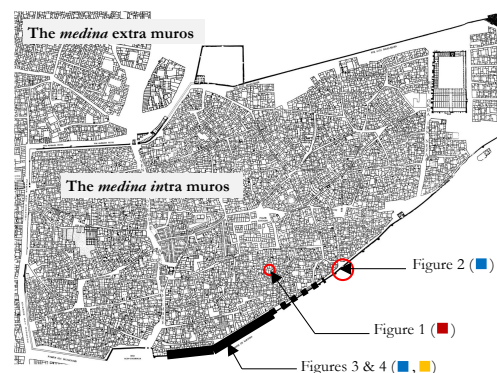 The medina extra muros
The medina intra muros
Figure 2 (■)
Figure 1 (■)
Figures 3 & 4 (■, ■)